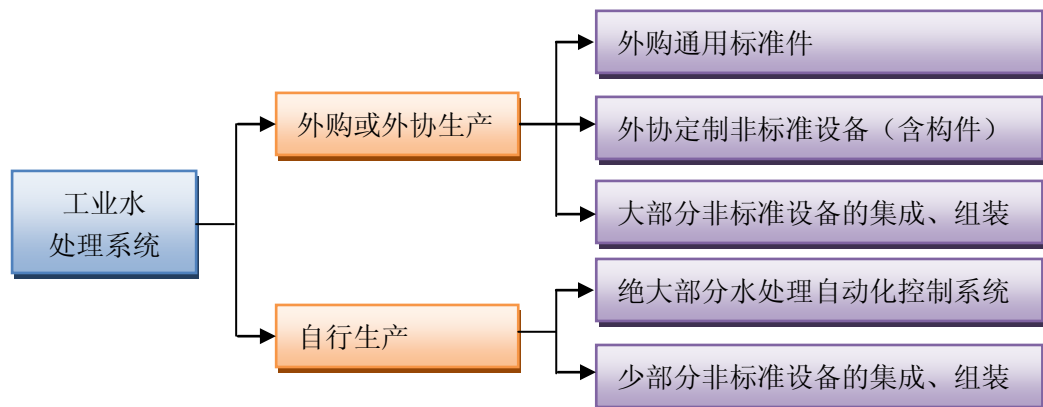 工业水
处理系统
外购或外协生产
外购通用标准件
外协定制非标准设备（含构件）
大部分非标准设备的集成、组装
自行生产
绝大部分水处理自动化控制系统
少部分非标准设备的集成、组装